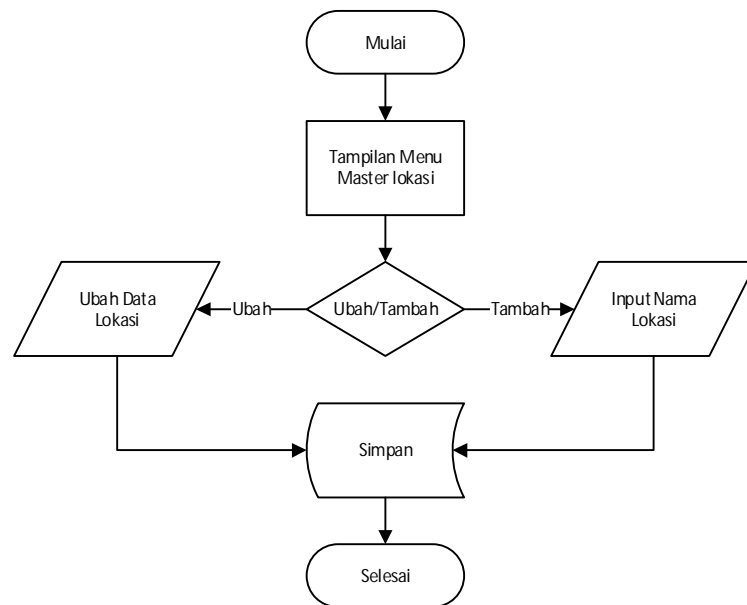 Mulai
Tampilan Menu
Master lokasi
Ubah Data
Lokasi
Ubah
Ubah/Tambah
Tambah
Input Nama
Lokasi
Simpan
Selesai